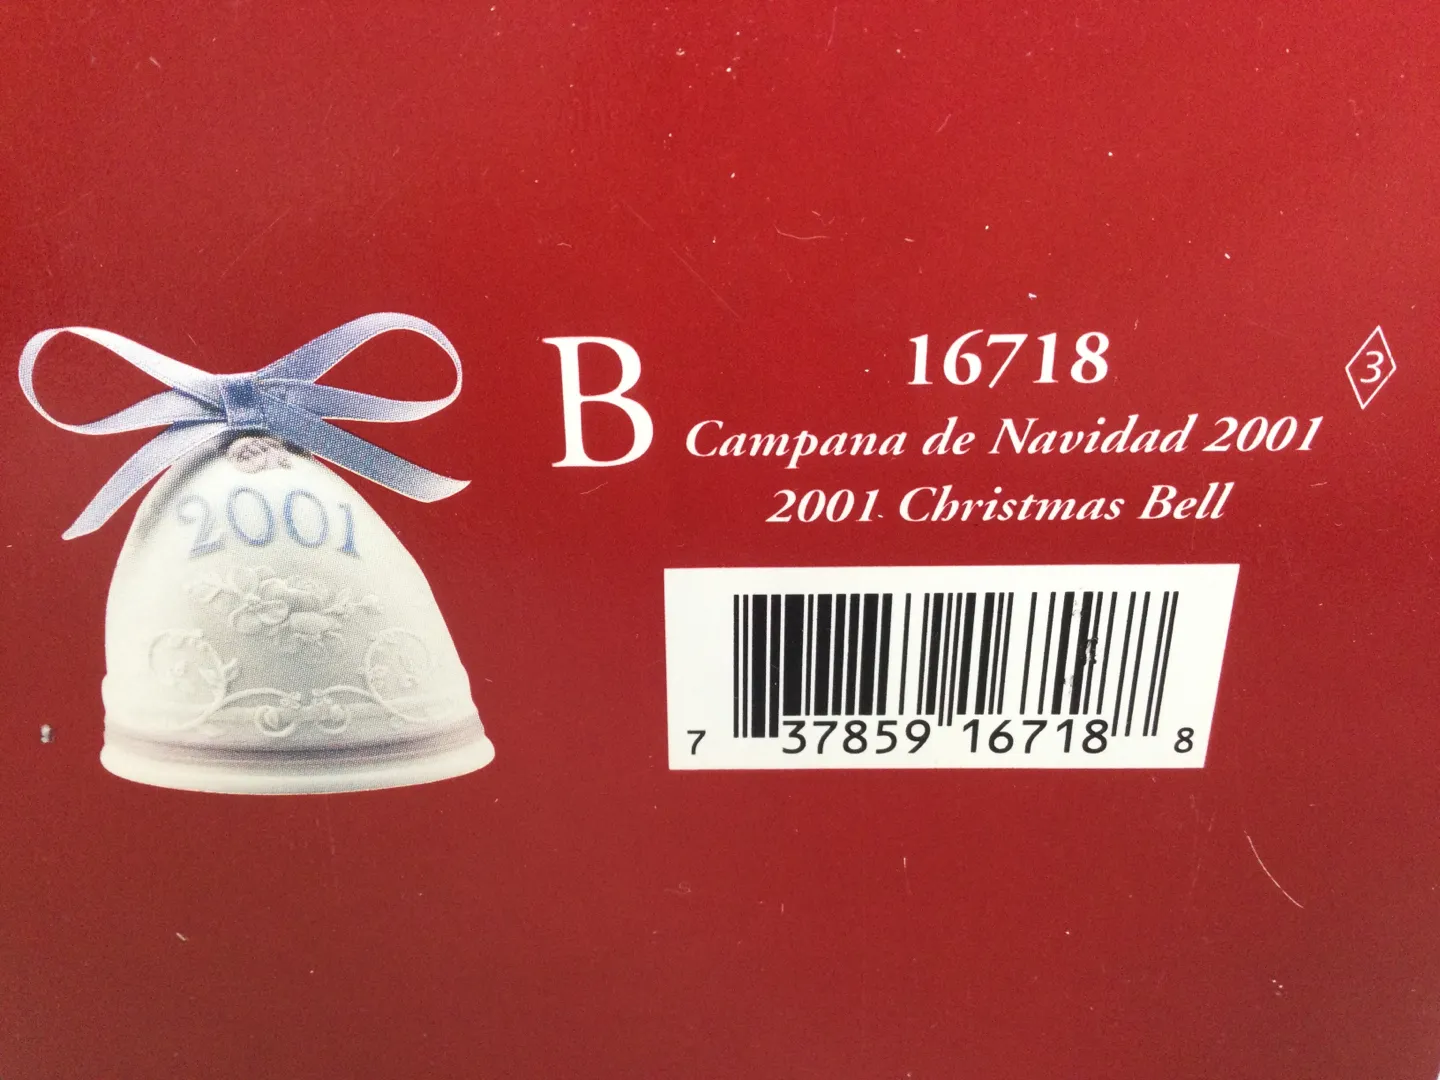 2001
B
16718
3
Campana de Navidad 2001
2001 Christmas Bell
7 37859 16718 8